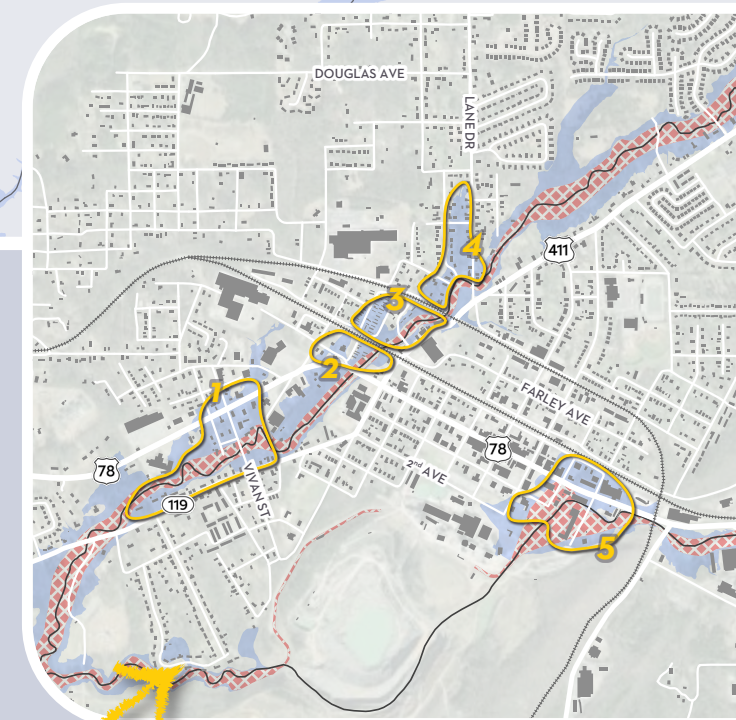 DOUGLAS AVE
LANE DR
411
4
3
2
1
FARLEY AVE
78
2nd AVE
78
VIVAN ST
119
5